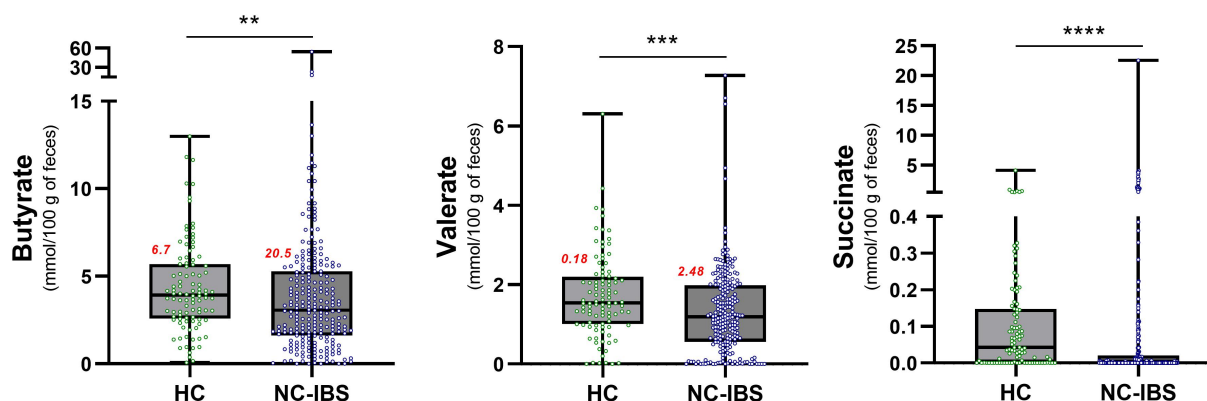 **
Butyrate
(mmol/100 g of feces)
60
30
15
10
5
0
6.7
20.5
HC
NC-IBS
***
Valerate
(mmol/100 g of feces)
8
6
4
2
0
0.18
2.48
HC
NC-IBS
****
Succinate
(mmol/100 g of feces)
25
20
15
10
5
0.4
0.3
0.2
0.1
0.0
HC
NC-IBS